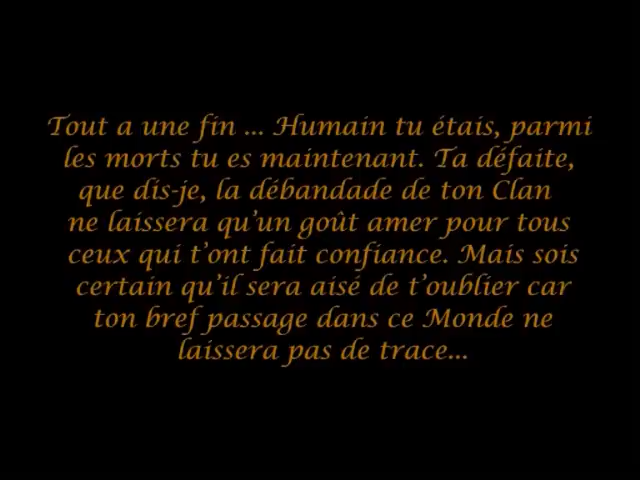 Tout a une fin ... Humain tu étais, parmi
les morts tu es maintenant. Ta défaite,
que dis-je, la débandade de ton Clan
ne laissera qu'un goût amer pour tous
ceux qui t'ont fait confiance. Mais sois
certain qu'il sera aisé de t'oublier car
ton bref passage dans ce Monde ne
laissera pas de trace...